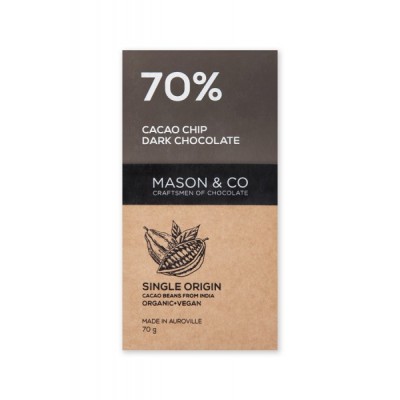 70%
CACAO CHIP
DARK CHOCOLATE
MASON & CO
CRAFTSMEN OF CHOCOLATE
SINGLE ORIGIN
CACAO BEANS FROM INDIA
ORGANIC•VEGAN
MADE IN AUROVILLE
70 g